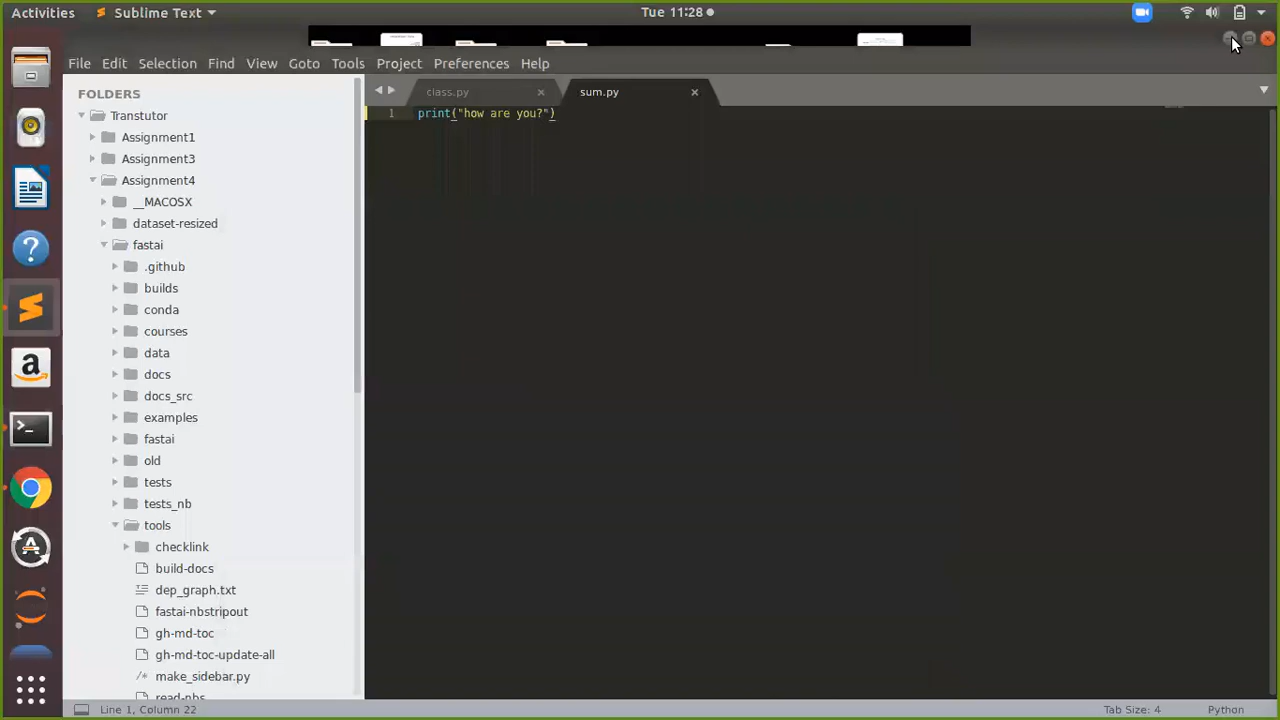 Activities Sublime Text Tue 11:28
File Edit Selection Find View Goto Tools Project Preferences Help
FOLDERS
Transtutor
Assignment1
Assignment3
Assignment4
__MACOSX
dataset-resized
fastai
.github
builds
conda
courses
data
docs
docs_src
examples
fastai
old
tests
tests_nb
tools
checklink
build-docs
dep_graph.txt
fastai-nbstripout
gh-md-toc
gh-md-toc-update-all
make_sidebar.py
read-nbs
class.py sum.py
1 print("how are you?")
Line 1, Column 22 Tab Size: 4 Python